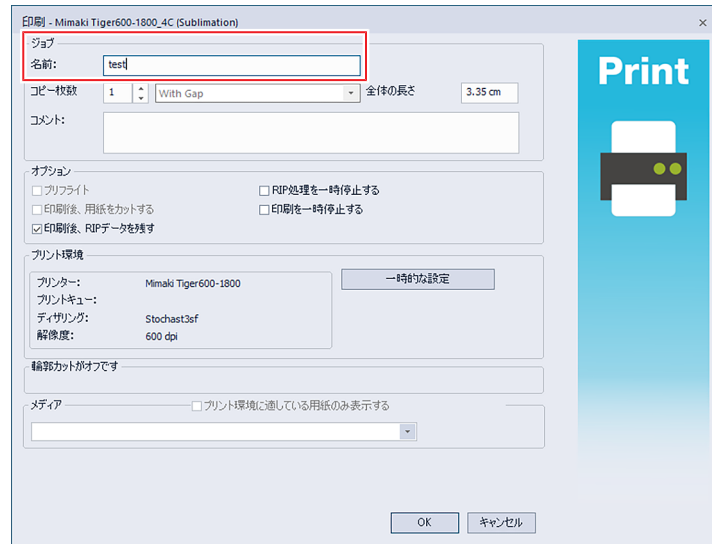 印刷 - Mimaki Tiger600-1800_4C (Sublimation)
ジョブ
名前: test
コピー枚数 1 With Gap 全体の長さ 3.35 cm
コメント:
オプション
プリフライト RIP処理を一時停止する
印刷後、用紙をカットする 印刷を一時停止する
印刷後、RIPデータを残す
プリント環境
プリンター: Mimaki Tiger600-1800 一時的な設定
プリントキュー:
ディザリング: Stochast3sf
解像度: 600 dpi
輪郭カットがオフです
メディア プリント環境に適している用紙のみ表示する
OK キャンセル
Print